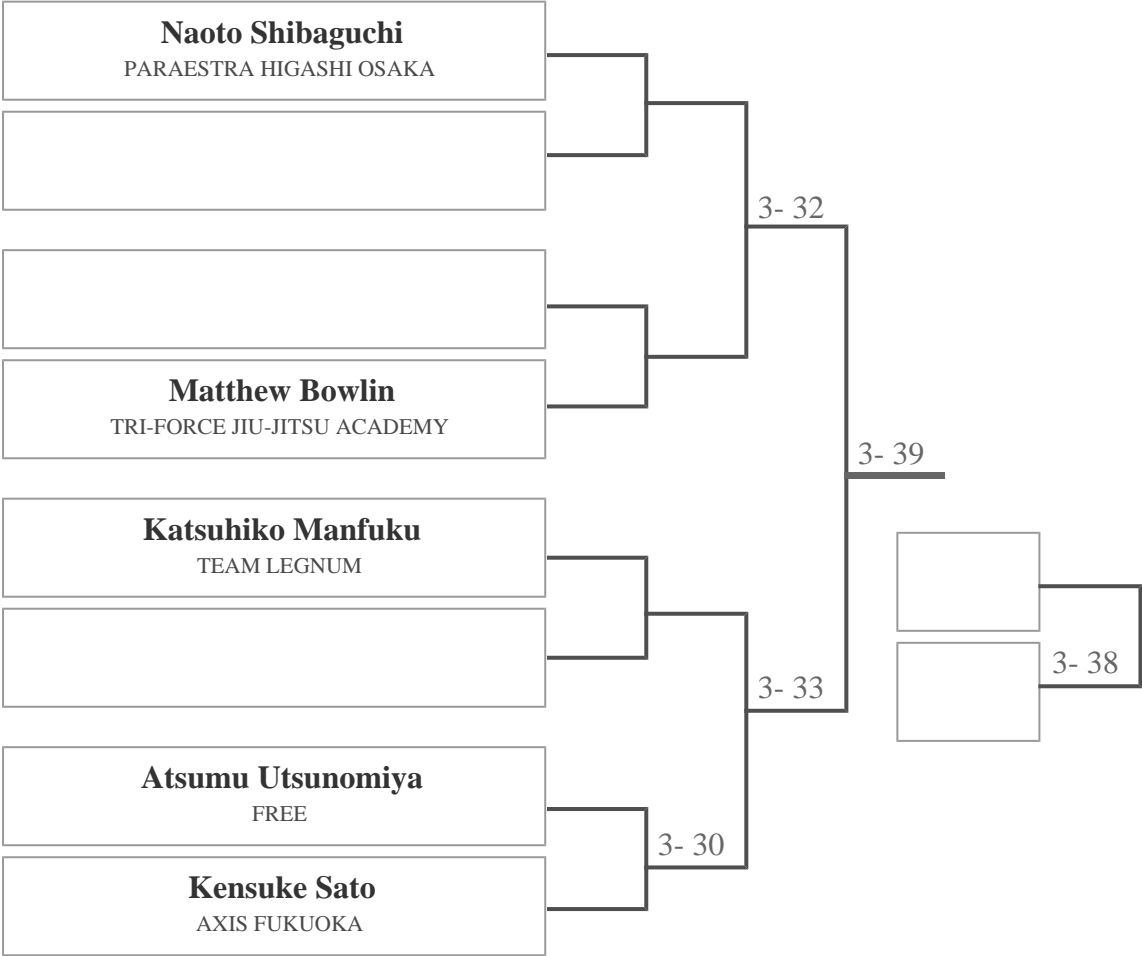 Naoto Shibaguchi
PARAESTRA HIGASHI OSAKA
3- 32
Matthew Bowlin
TRI-FORCE JIU-JITSU ACADEMY
3- 39
Katsuhiko Manfuku
TEAM LEGNUM
3- 38
3- 33
Atsumu Utsunomiya
FREE
3- 30
Kensuke Sato
AXIS FUKUOKA